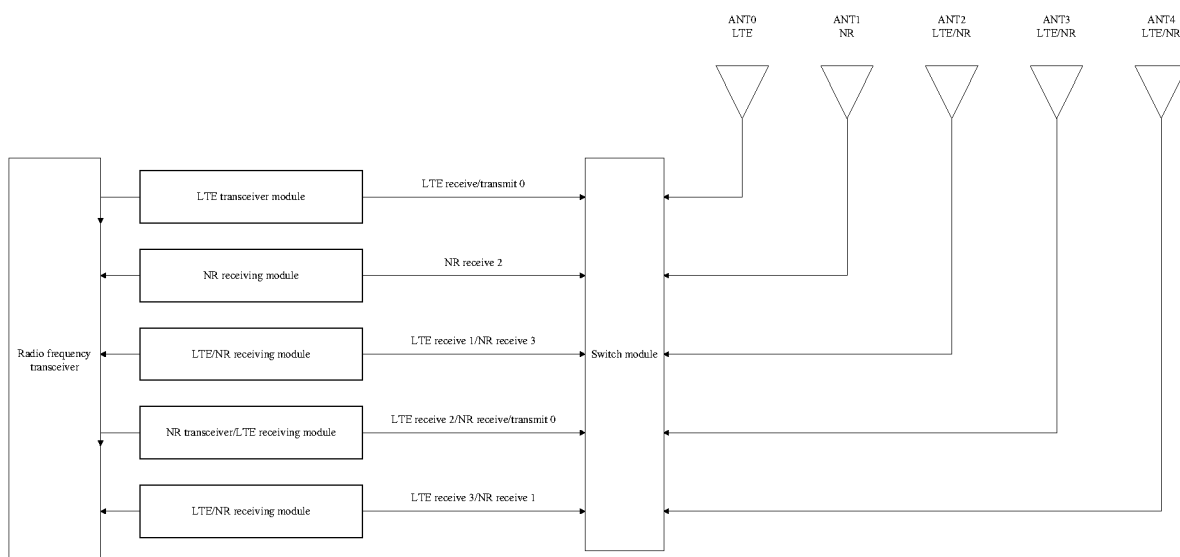 ANT0
LTE
ANT1
NR
ANT2
LTE/NR
ANT3
LTE/NR
ANT4
LTE/NR
LTE transceiver module
LTE receive/transmit 0
NR receiving module
NR receive 2
Radio frequency
transceiver
LTE/NR receiving module
LTE receive 1/NR receive 3
Switch module
NR transceiver/LTE receiving module
LTE receive 2/NR receive/transmit 0
LTE/NR receiving module
LTE receive 3/NR receive 1